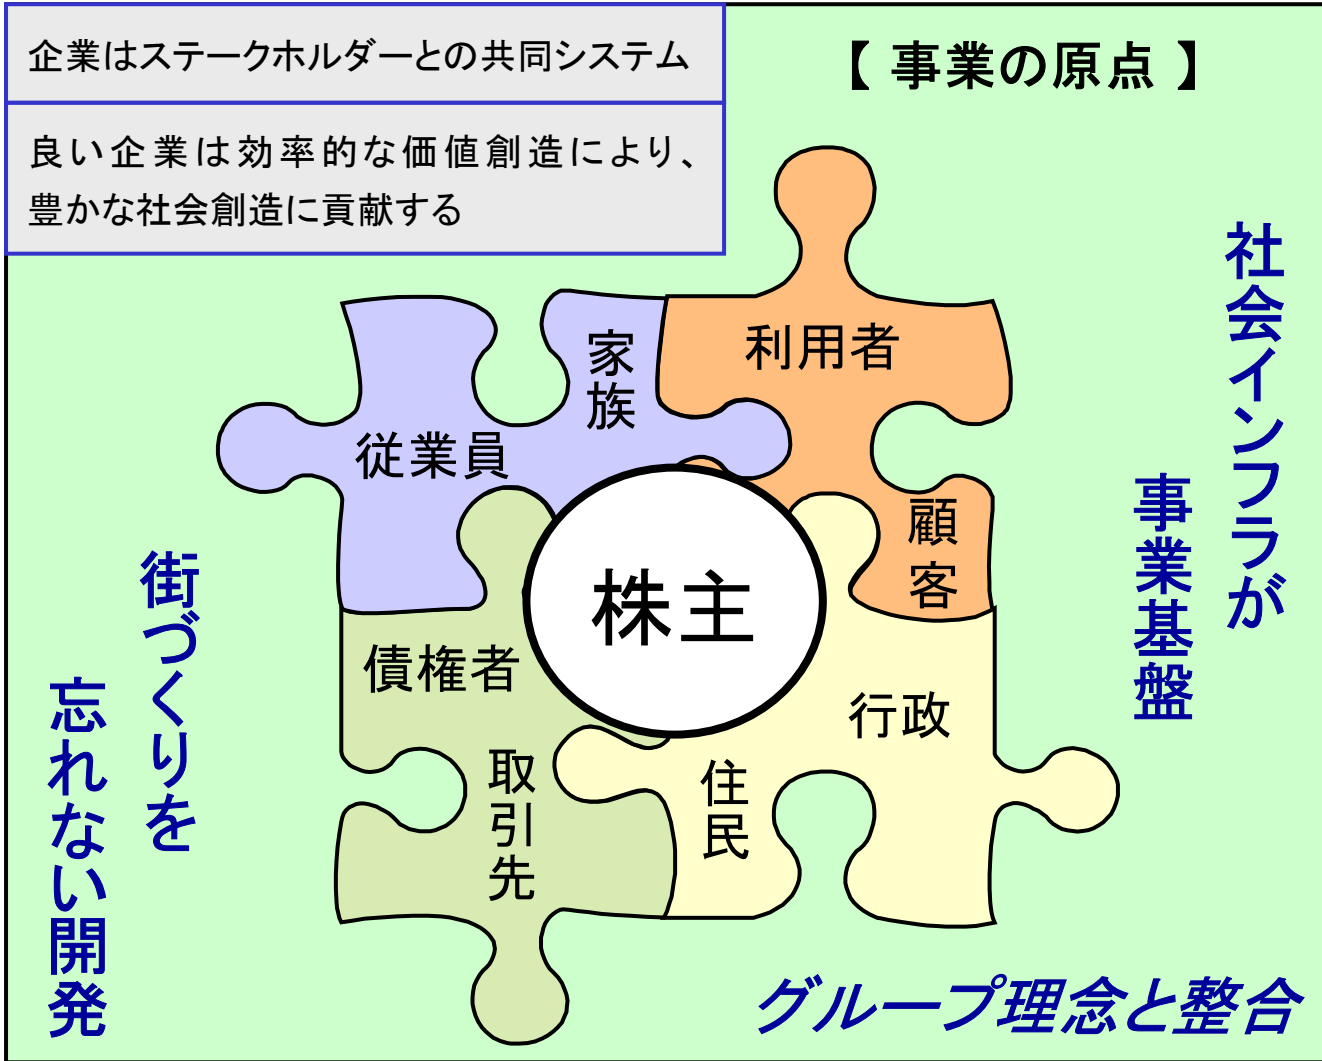 企業はステークホルダーとの共同システム
良い企業は効率的な価値創造により、
豊かな社会創造に貢献する
【 事業の原点 】
社会インフラが
事業基盤
家族
利用者
従業員
顧客
株主
債権者
行政
取引先
住民
街づくりを
忘れない開発
グループ理念と整合